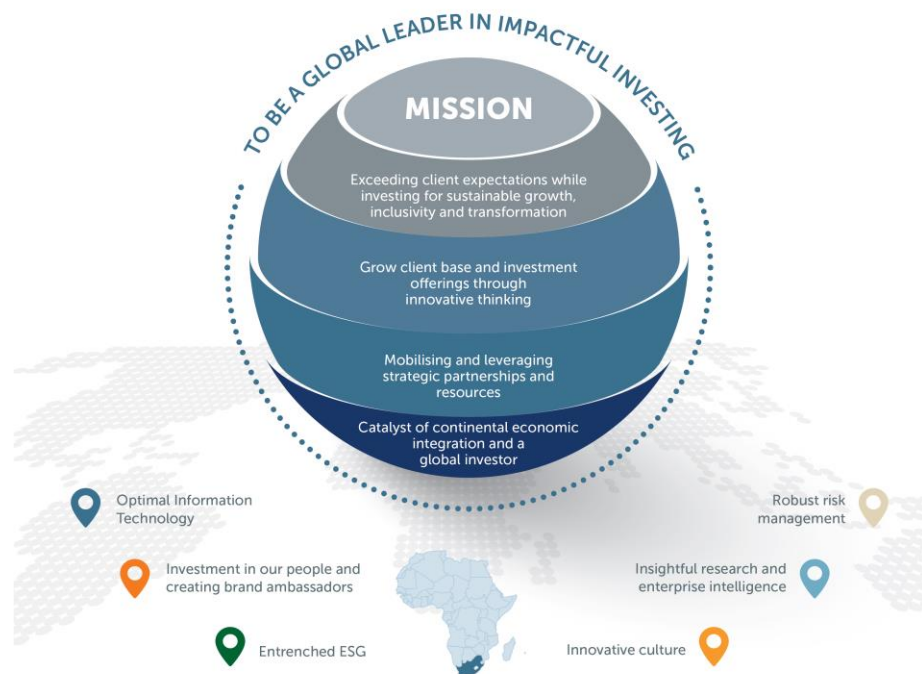 TO BE A GLOBAL LEADER IN IMPACTFUL INVESTING
MISSION
Exceeding client expectations while
investing for sustainable growth,
inclusivity and transformation
Grow client base and investment
offerings through
innovative thinking
Mobilising and leveraging
strategic partnerships and
resources
Catalyst of continental economic
integration and a
global investor
Optimal Information
Technology
Robust risk
management
Investment in our people and
creating brand ambassadors
Insightful research and
enterprise intelligence
Entrenched ESG
Innovative culture